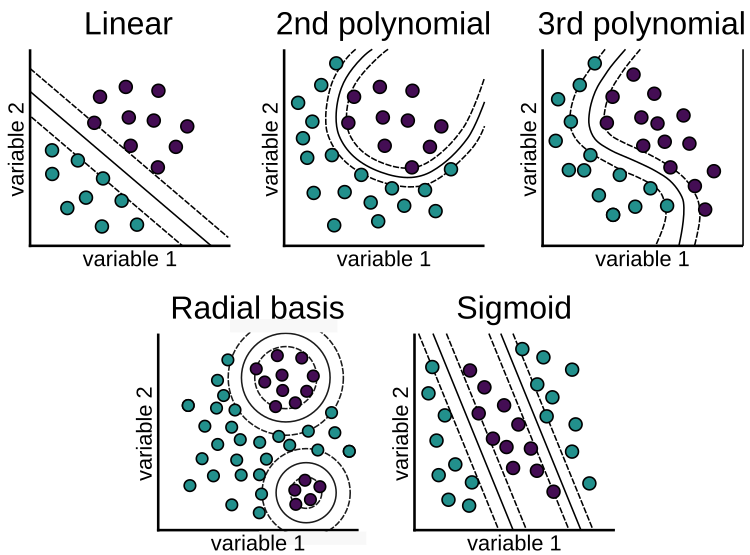 Linear
2nd polynomial
3rd polynomial
variable 2
variable 2
variable 2
variable 1
variable 1
variable 1
Radial basis
Sigmoid
variable 2
variable 2
variable 1
variable 1